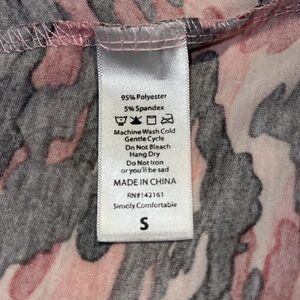 95% Polyester
5% Spandex
Machine Wash Cold
Gentle Cycle
Do Not Bleach
Hang Dry
Do Not Iron
or you'll be sad
MADE IN CHINA
RN#142161
Simply Comfortable
S